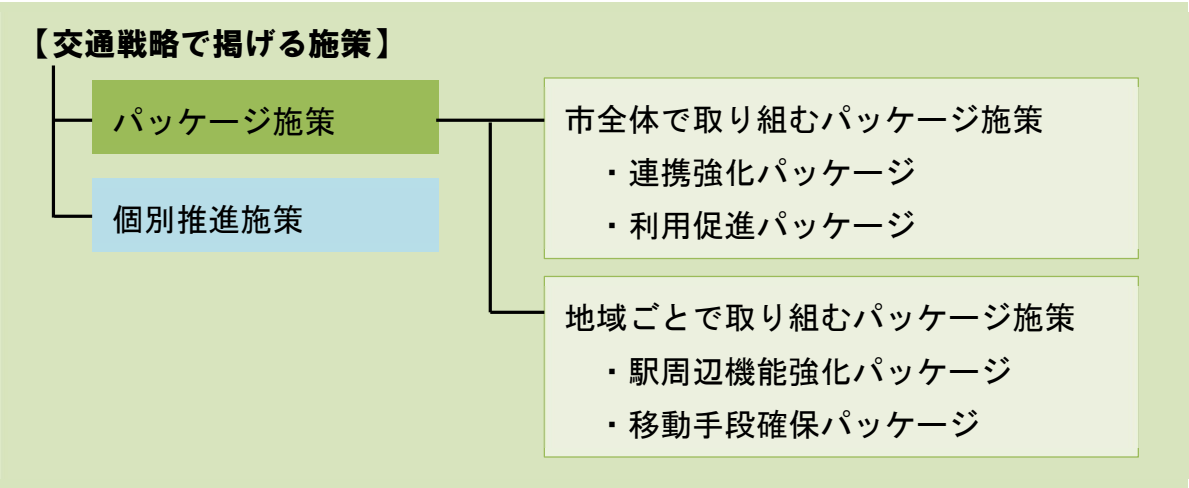 【交通戦略で掲げる施策】
パッケージ施策
個別推進施策
市全体で取り組むパッケージ施策
・連携強化パッケージ
・利用促進パッケージ
地域ごとで取り組むパッケージ施策
・駅周辺機能強化パッケージ
・移動手段確保パッケージ